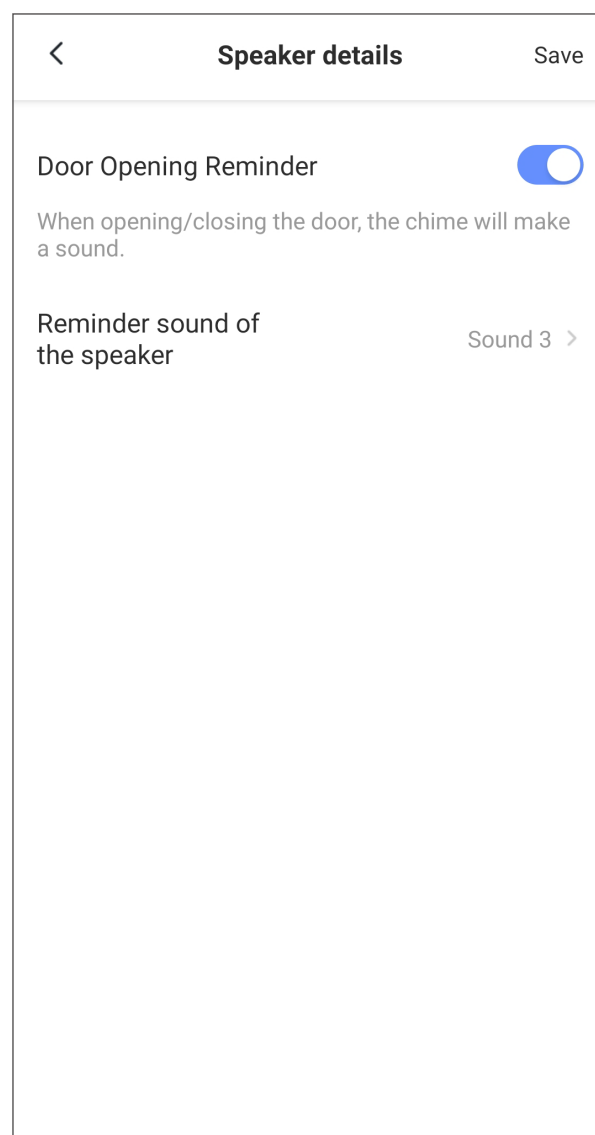 Speaker details
Save
Door Opening Reminder
When opening/closing the door, the chime will make
a sound.
Reminder sound of
the speaker
Sound 3